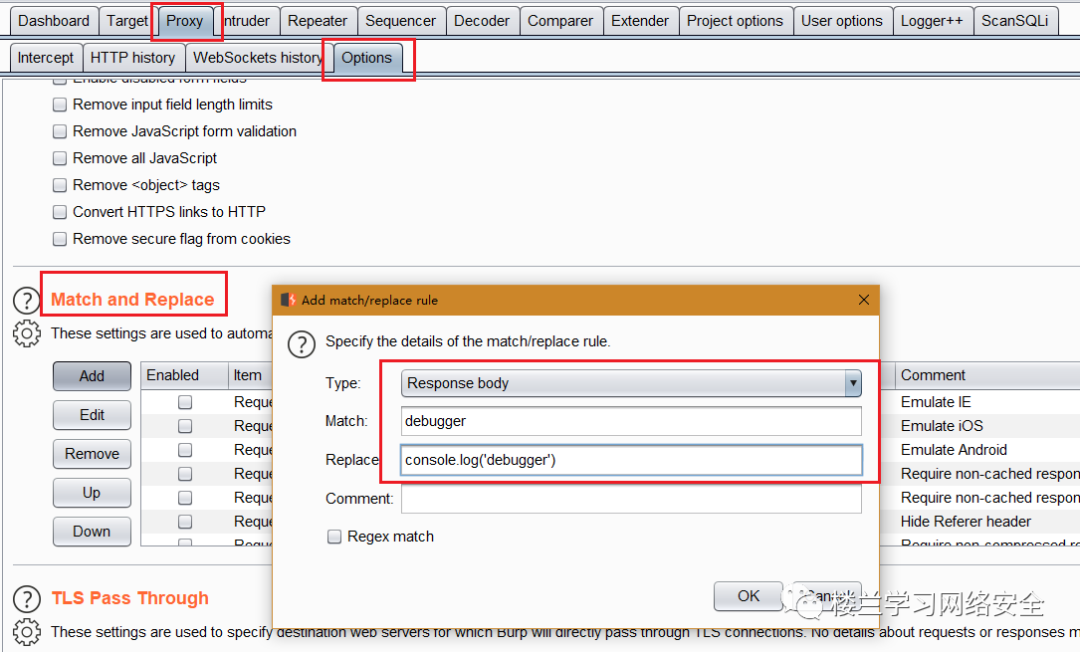 Dashboard Target Proxy ntruder Repeater Sequencer Decoder Comparer Extender Project options User options Logger++ ScanSQLi
Intercept HTTP history WebSockets history Options
Enable disabled form fields
Remove input field length limits
Remove JavaScript form validation
Remove all JavaScript
Remove <object> tags
Convert HTTPS links to HTTP
Remove secure flag from cookies
? Match and Replace
These settings are used to automa
Add
Edit
Remove
Up
Down
Enabled Item Comment
Reque Emulate IE
Reque Emulate iOS
Reque Emulate Android
Reque Require non-cached respon
Reque Require non-cached respon
Reque Hide Referer header
Reque Require non-compressed re
Add match/replace rule
? Specify the details of the match/replace rule.
Type: Response body
Match: debugger
Replace console.log('debugger')
Comment:
Regex match
OK
楼兰学习网络安全
? TLS Pass Through
These settings are used to specify destination web servers for which Burp will directly pass through TLS connections. No details about requests or responses m